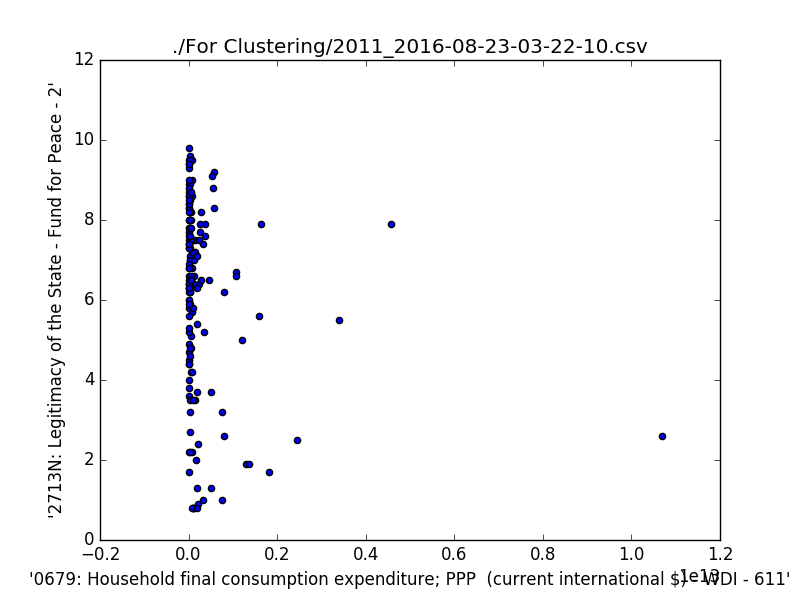 ./For Clustering/2011_2016-08-23-03-22-10.csv
12
10
8
6
4
2
0
'2713N: Legitimacy of the State - Fund for Peace - 2'
−0.2 0.0 0.2 0.4 0.6 0.8 1.0 1.2
1e13
'0679: Household final consumption expenditure; PPP  (current international $) - WDI - 611'